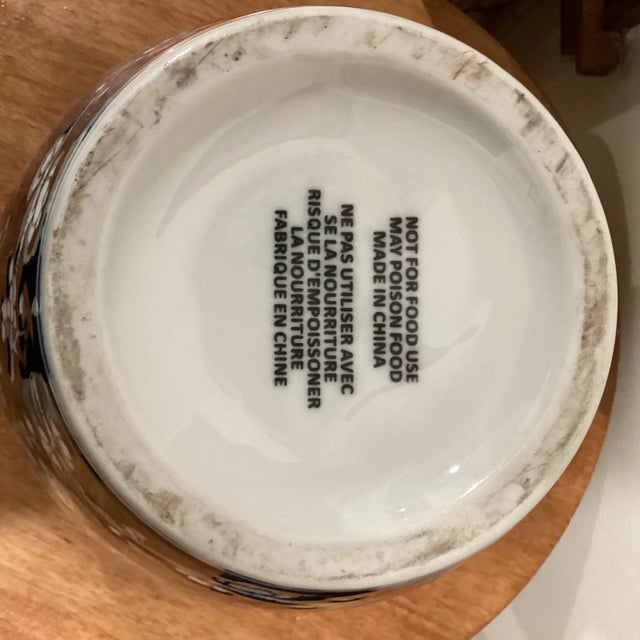 NOT FOR FOOD USE
MAY POISON FOOD
MADE IN CHINA
NE PAS UTILISER AVEC
SE LA NOURRITURE
RISQUE D'EMPOISSONER
LA NOURRITURE
FABRIQUE EN CHINE